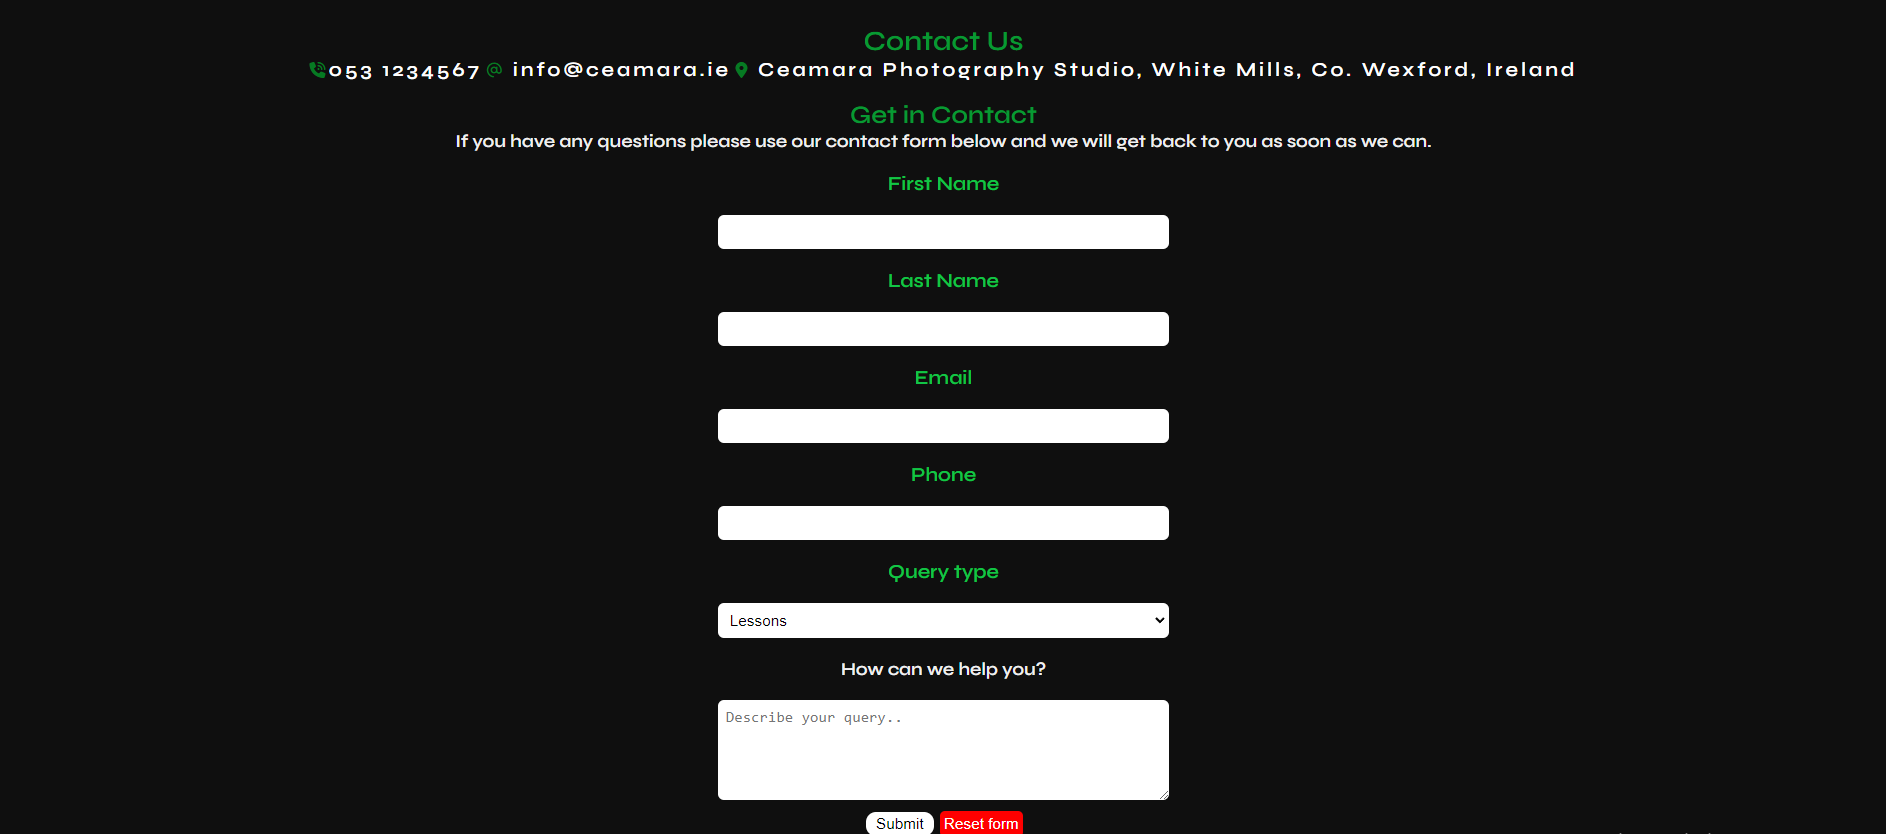 Contact Us
053 1234567 @ info@ceamara.ie Ceamara Photography Studio, White Mills, Co. Wexford, Ireland
Get in Contact
If you have any questions please use our contact form below and we will get back to you as soon as we can.
First Name
Last Name
Email
Phone
Query type
Lessons
How can we help you?
Describe your query..
Submit Reset form